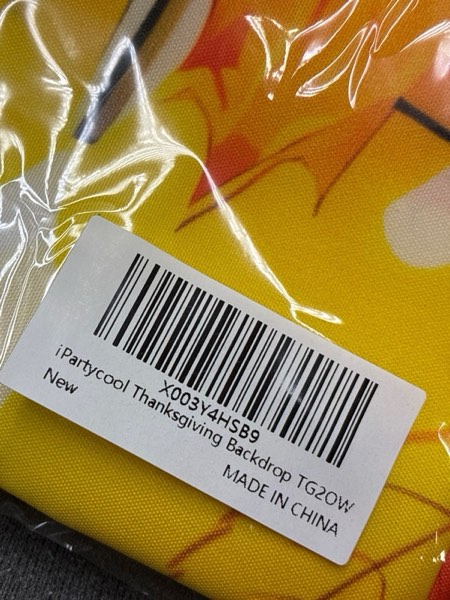 X003Y4HSB9
iPartycool Thanksgiving Backdrop TG20W
New
MADE IN CHINA